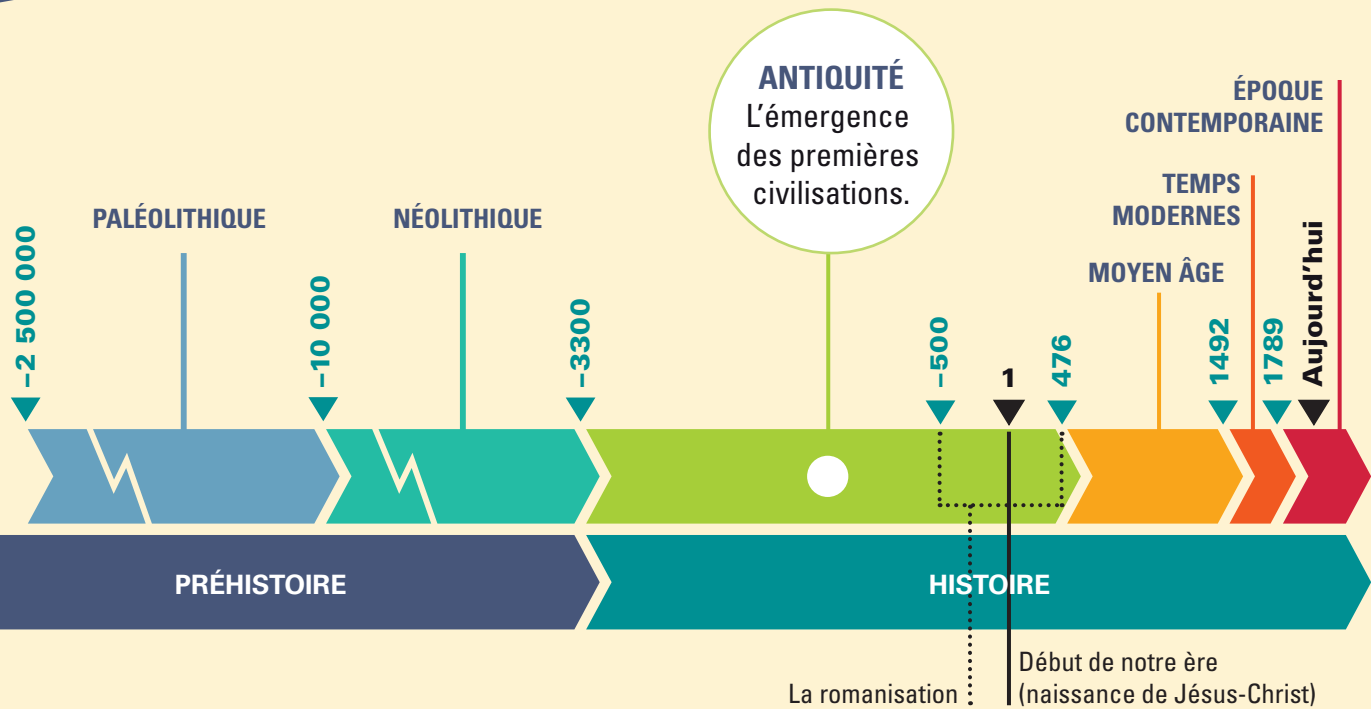 ANTIQUITÉ
L'émergence
des premières
civilisations.
ÉPOQUE
CONTEMPORAINE
TEMPS
MODERNES
PALÉOLITHIQUE
NÉOLITHIQUE
MOYEN ÂGE
–2 500 000
–10 000
–3300
–500
1
476
1492
1789
Aujourd'hui
PRÉHISTOIRE
HISTOIRE
La romanisation
Début de notre ère
(naissance de Jésus-Christ)